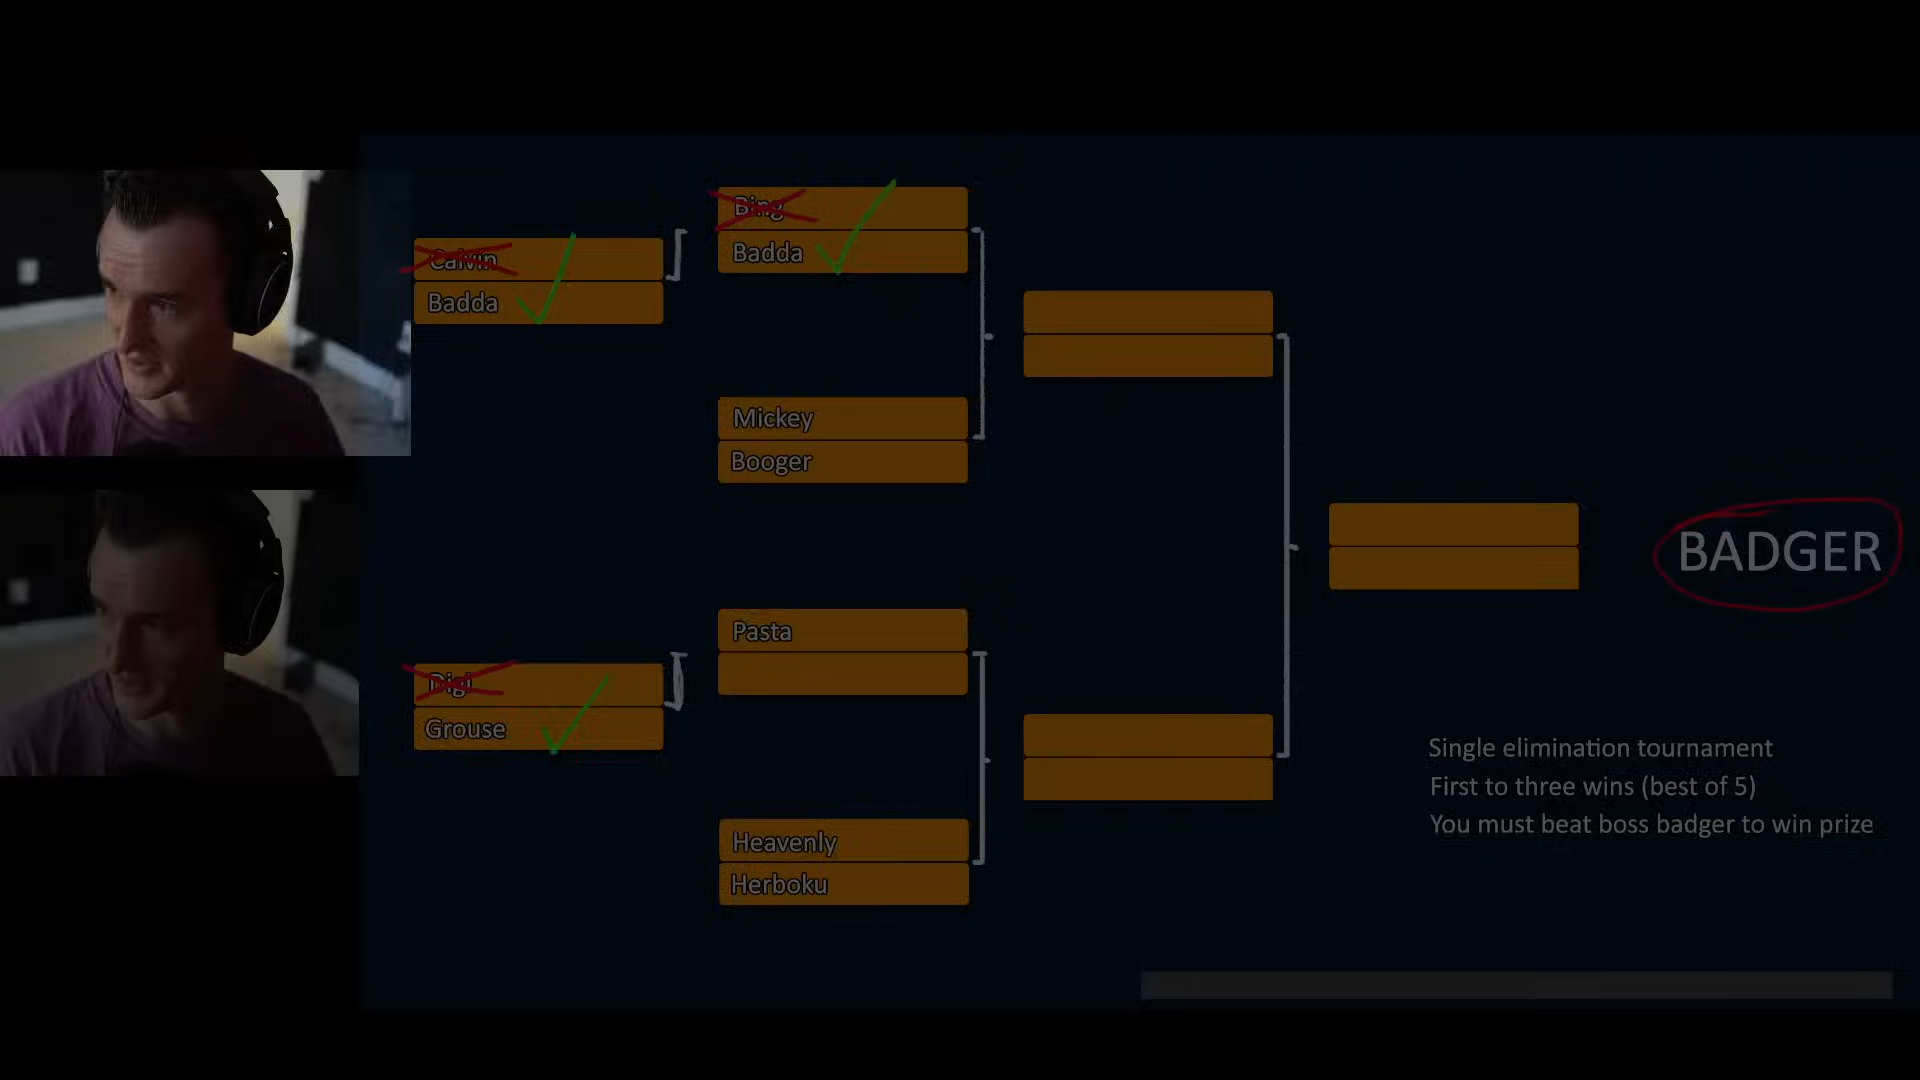 Calvin
Badda
Bing
Badda
Mickey
Booger
Digi
Grouse
Pasta
Heavenly
Herboku
BADGER
Single elimination tournament
First to three wins (best of 5)
You must beat boss badger to win prize